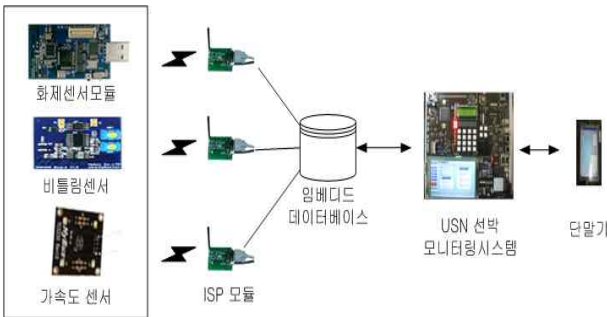 화제센서모듈
비틀림센서
가속도 센서
ISP 모듈
임베디드
데이터베이스
USN 선박
모니터링시스템
단말기